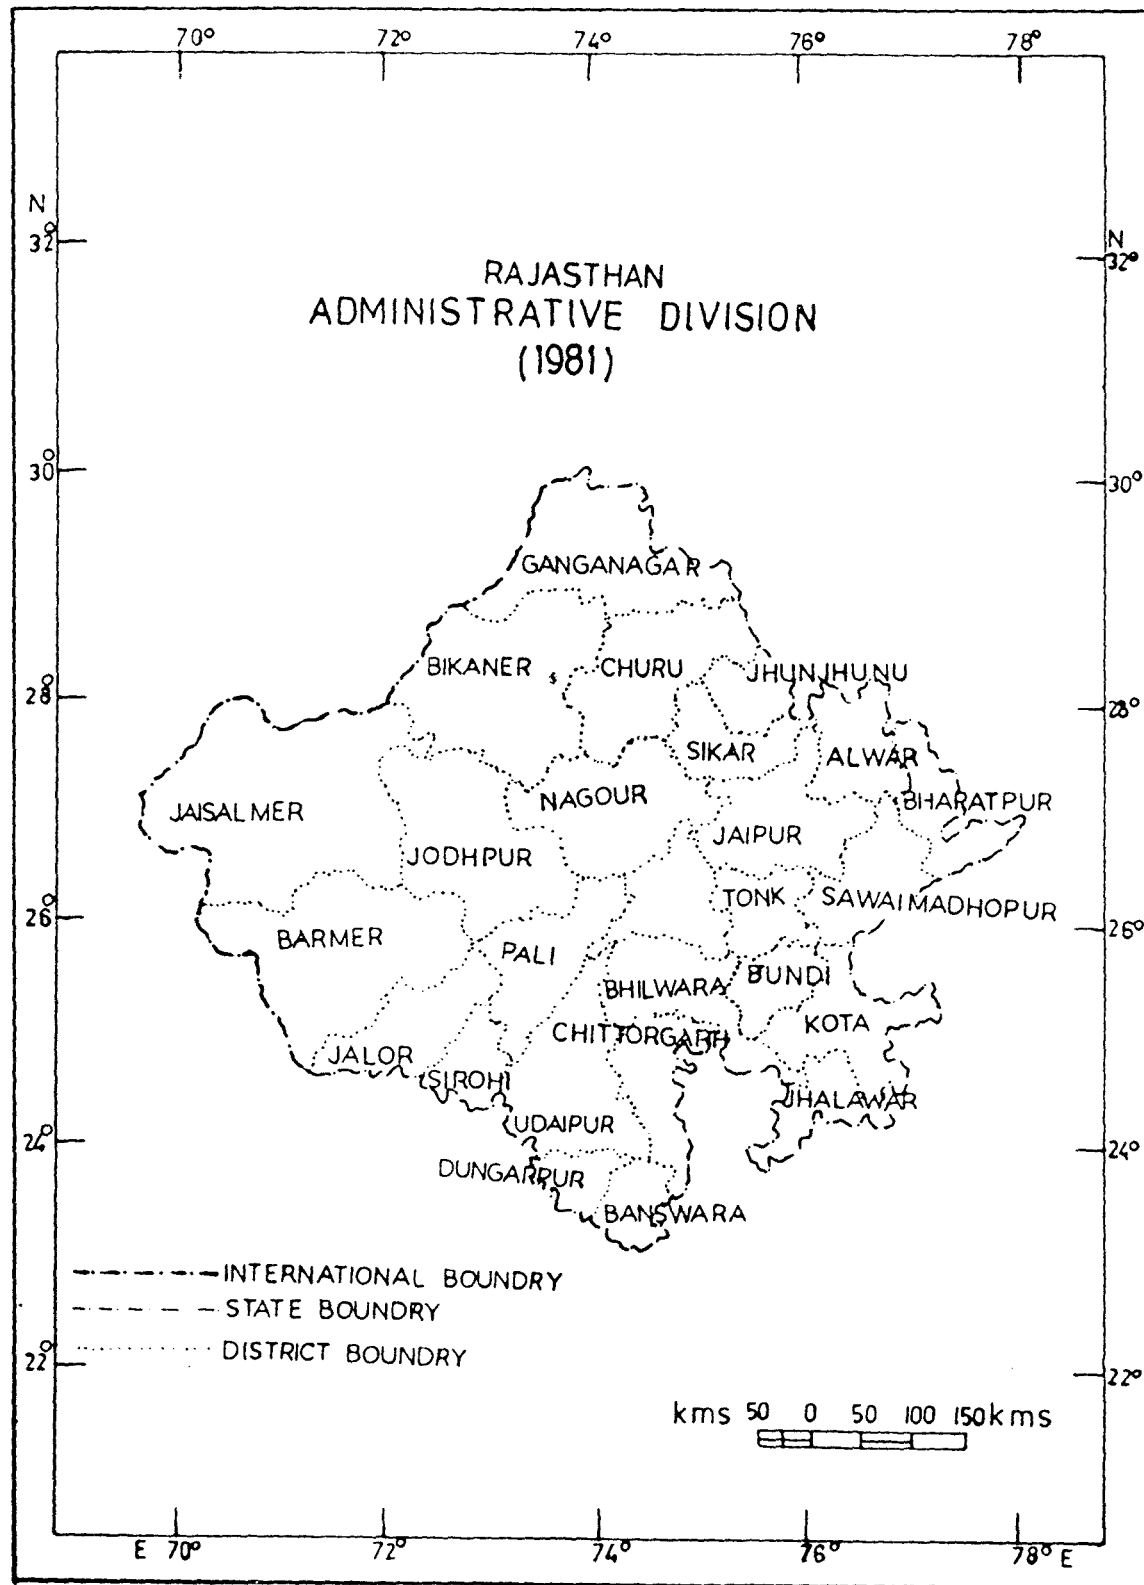 70° 72° 74° 76° 78°
N
32°
N
32°
RAJASTHAN
ADMINISTRATIVE DIVISION
(1981)
30°
30°
GANGANAGAR
BIKANER CHURU JHUNJHUNU
28°
28°
SIKAR ALWAR
JAISALMER NAGOUR BHARATPUR
JAIPUR
JODHPUR
TONK SAWAIMADHOPUR
26°
26°
BARMER PALI
BHILWARA BUNDI
CHITTORGARH KOTA
JALOR
SIROHI JHALAWAR
UDAIPUR
24°
24°
DUNGARPUR
BANSWARA
INTERNATIONAL BOUNDRY
STATE BOUNDRY
DISTRICT BOUNDRY
22°
22°
kms 50 0 50 100 150 kms
E 70° 72° 74° 76° 78° E